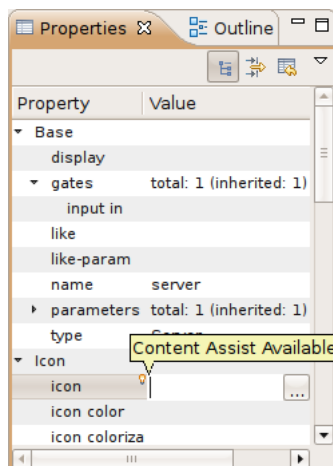 Properties Outline
Property Value
Base
display
gates total: 1 (inherited: 1)
input in
like
like-param
name server
parameters total: 1 (inherited: 1)
type
Content Assist Available
Icon
icon ...
icon color
icon coloriza